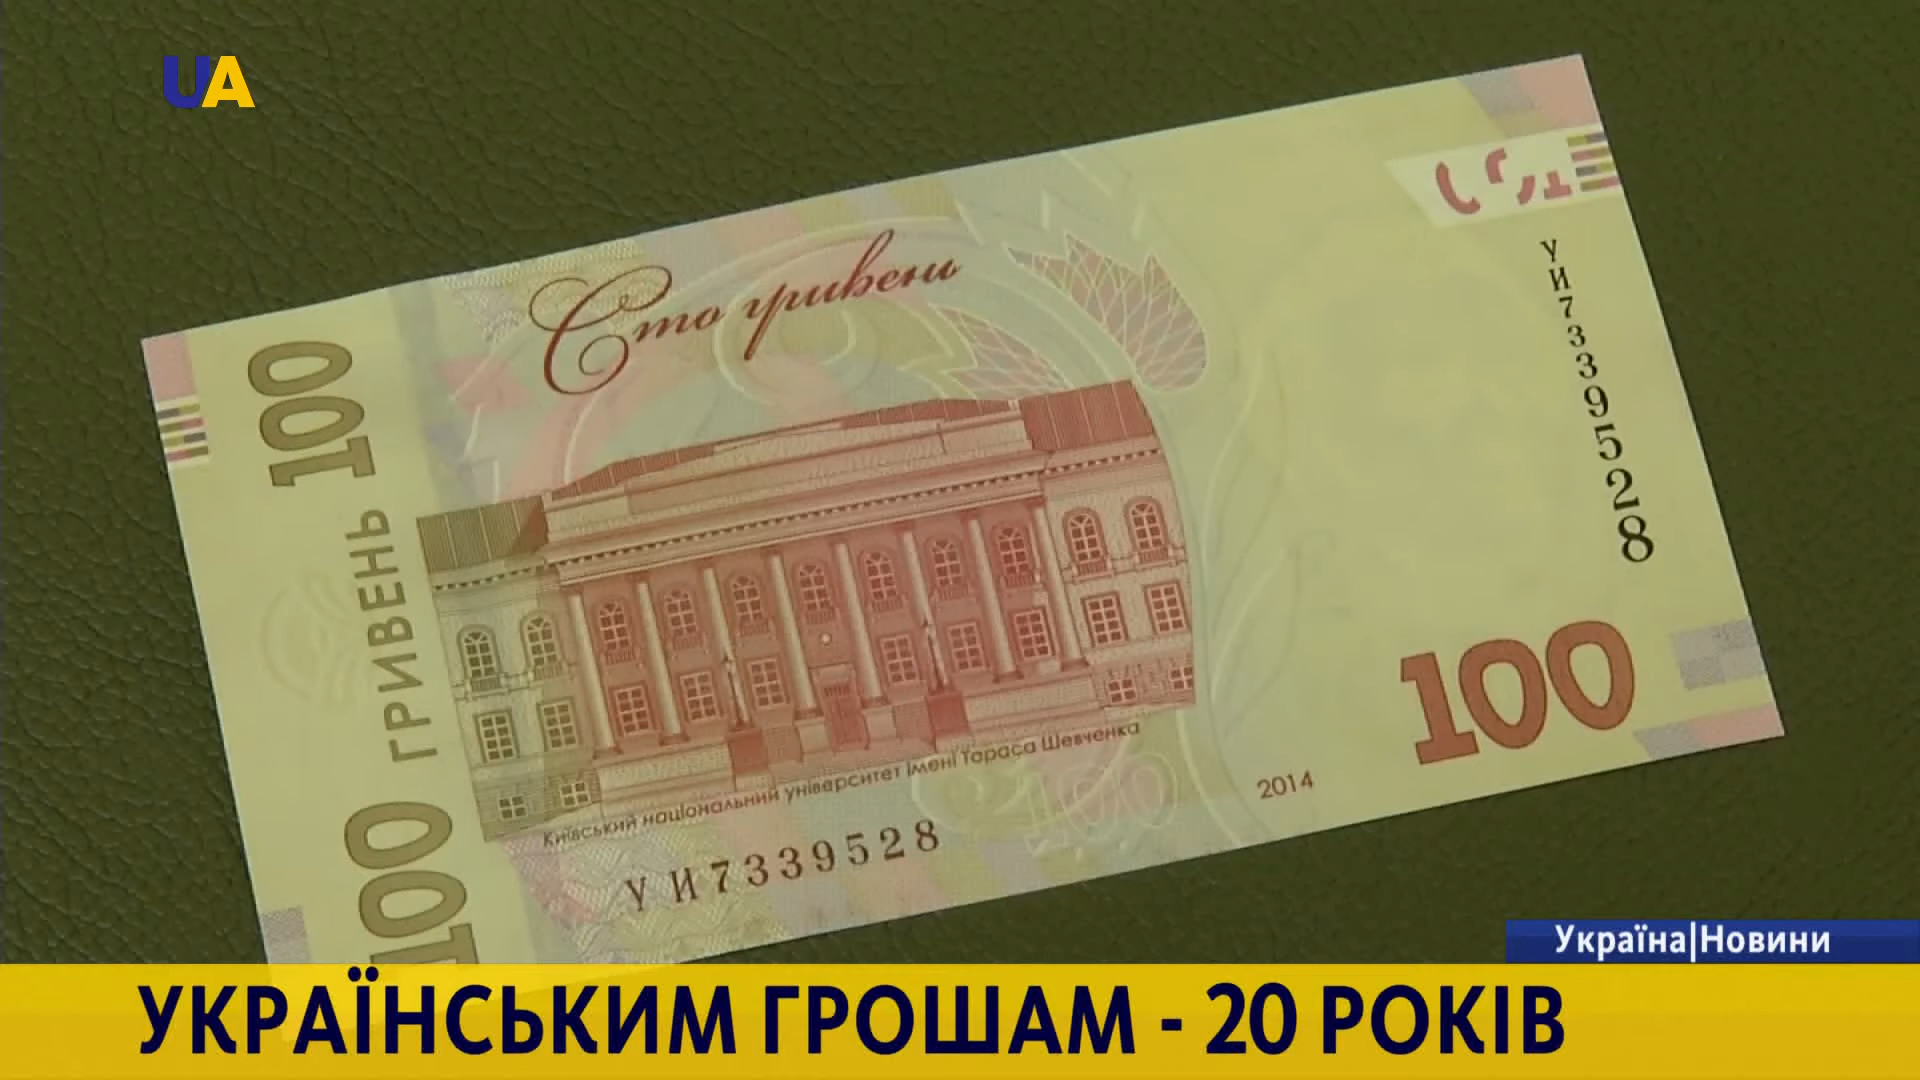 UA
Сто гривень
100 ГРИВЕНЬ 100
УИ7339528
Київський національний університет імені Тараса Шевченка
100
2014
100
УИ7339528
Україна|Новини
УКРАЇНСЬКИМ ГРОШАМ - 20 РОКІВ